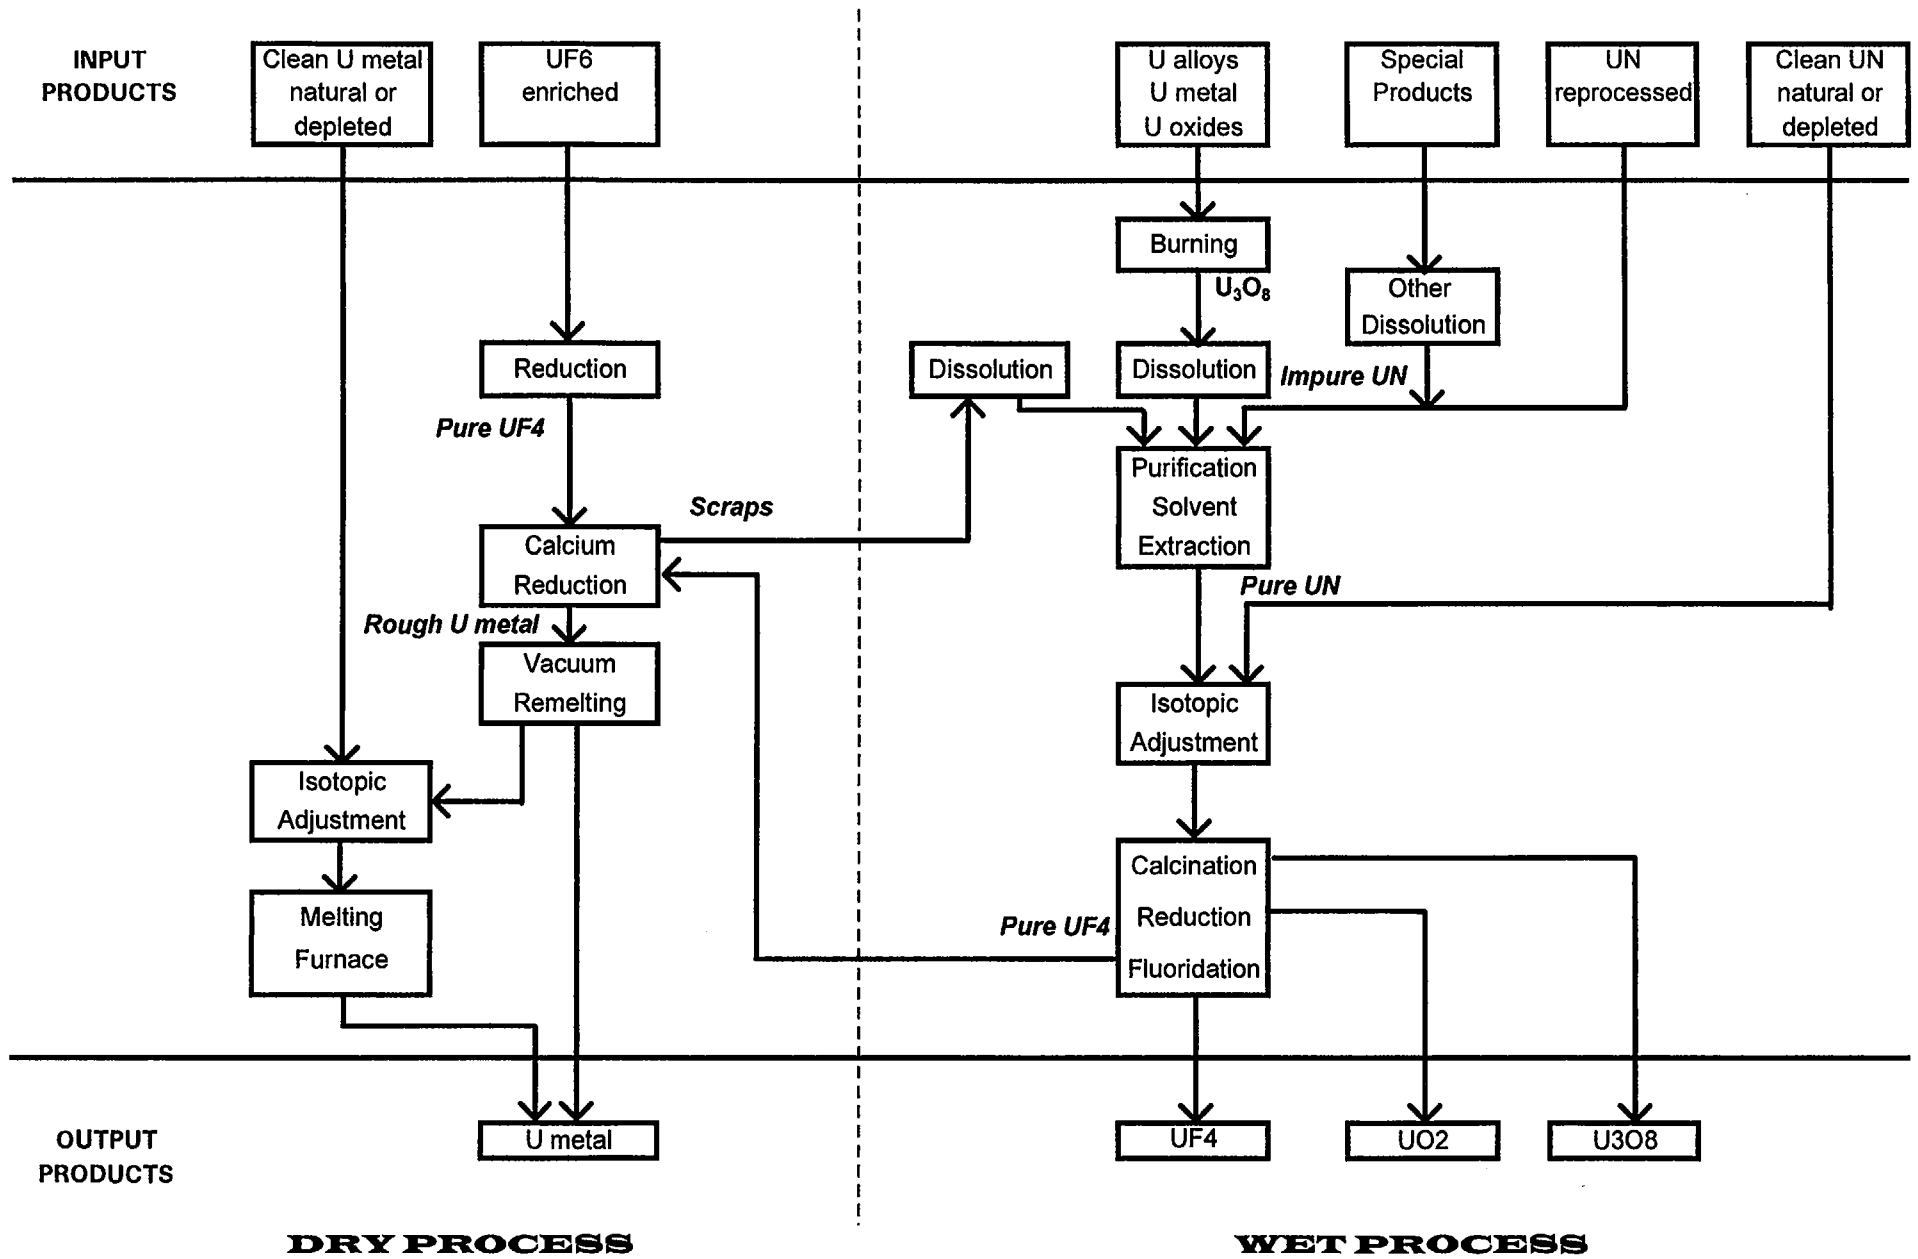 INPUT
PRODUCTS
Clean U metal
natural or
depleted
UF6
enriched
U alloys
U metal
U oxides
Special
Products
UN
reprocessed
Clean UN
natural or
depleted
Burning
U₃O₈
Other
Dissolution
Reduction
Dissolution
Dissolution
Impure UN
Pure UF4
Purification
Solvent
Extraction
Scraps
Calcium
Reduction
Pure UN
Rough U metal
Vacuum
Remelting
Isotopic
Adjustment
Isotopic
Adjustment
Calcination
Reduction
Fluoridation
Melting
Furnace
Pure UF4
OUTPUT
PRODUCTS
U metal
UF4
UO2
U3O8
DRY PROCESS
WET PROCESS